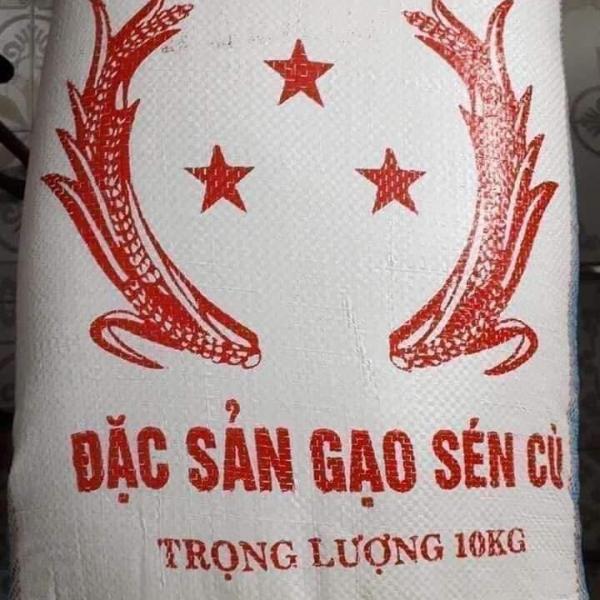 ĐẶC SẢN GẠO SÉN CÙ
TRỌNG LƯỢNG 10KG